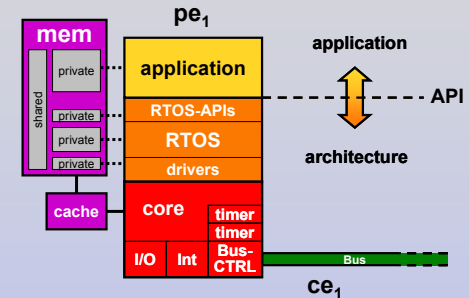 pe1
mem
shared
private
private
private
private
application
RTOS-APIs
RTOS
drivers
cache
core
timer
timer
I/O
Int
Bus-
CTRL
application
API
architecture
Bus
ce1